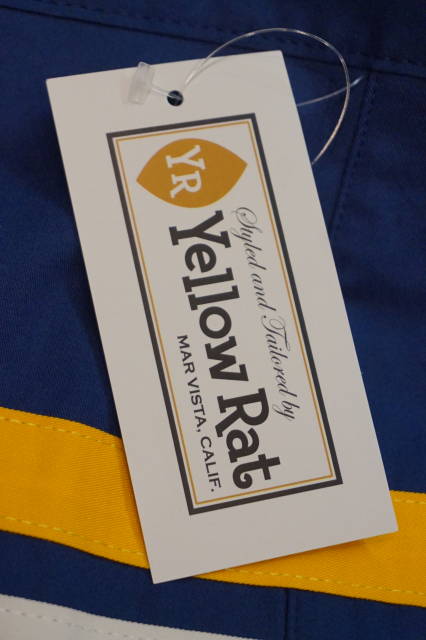 YR
Styled and Tailored by
Yellow Rat
MAR VISTA, CALIF.